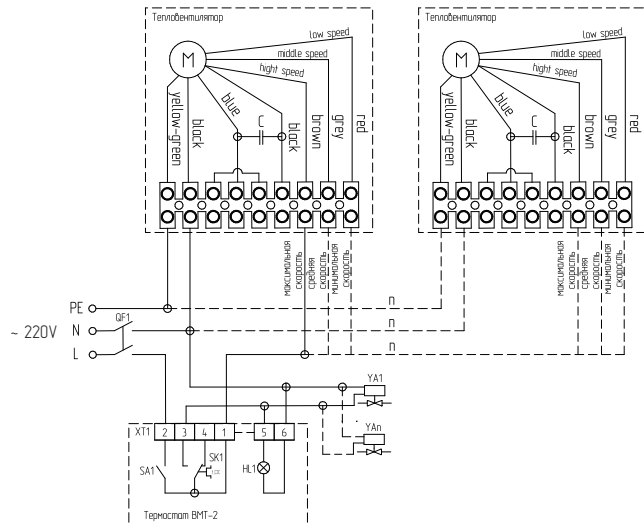 Тепловентилятор
Тепловентилятор
low speed
middle speed
hight speed
M
yellow-green
black
blue
C
black
brown
grey
red
low speed
middle speed
hight speed
M
yellow-green
black
blue
C
black
brown
grey
red
максимальная
скорость
средняя
скорость
минимальная
скорость
максимальная
скорость
средняя
скорость
минимальная
скорость
PE
п
QF1
N
п
~ 220V
L
п
YA1
XT1
2
3
4
1
5
6
YAn
SA1
SK1
HL1
Термостат ВМТ-2